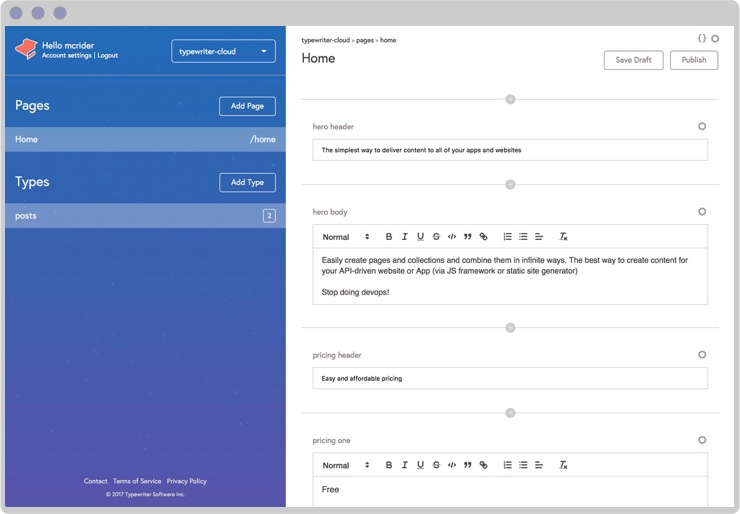 Hello mcrider
Account settings | Logout
typewriter-cloud
Pages
Add Page
Home
/home
Types
Add Type
posts
2
Contact Terms of Service Privacy Policy
© 2017 Typewriter Software Inc.
typewriter-cloud > pages > home
{}
Home
Save Draft
Publish
hero header
The simplest way to deliver content to all of your apps and websites
hero body
Normal B I U S </> ” Tx
Easily create pages and collections and combine them in infinite ways. The best way to create content for
your API-driven website or App (via JS framework or static site generator)
Stop doing devops!
pricing header
Easy and affordable pricing
pricing one
Normal B I U S </> ” Tx
Free